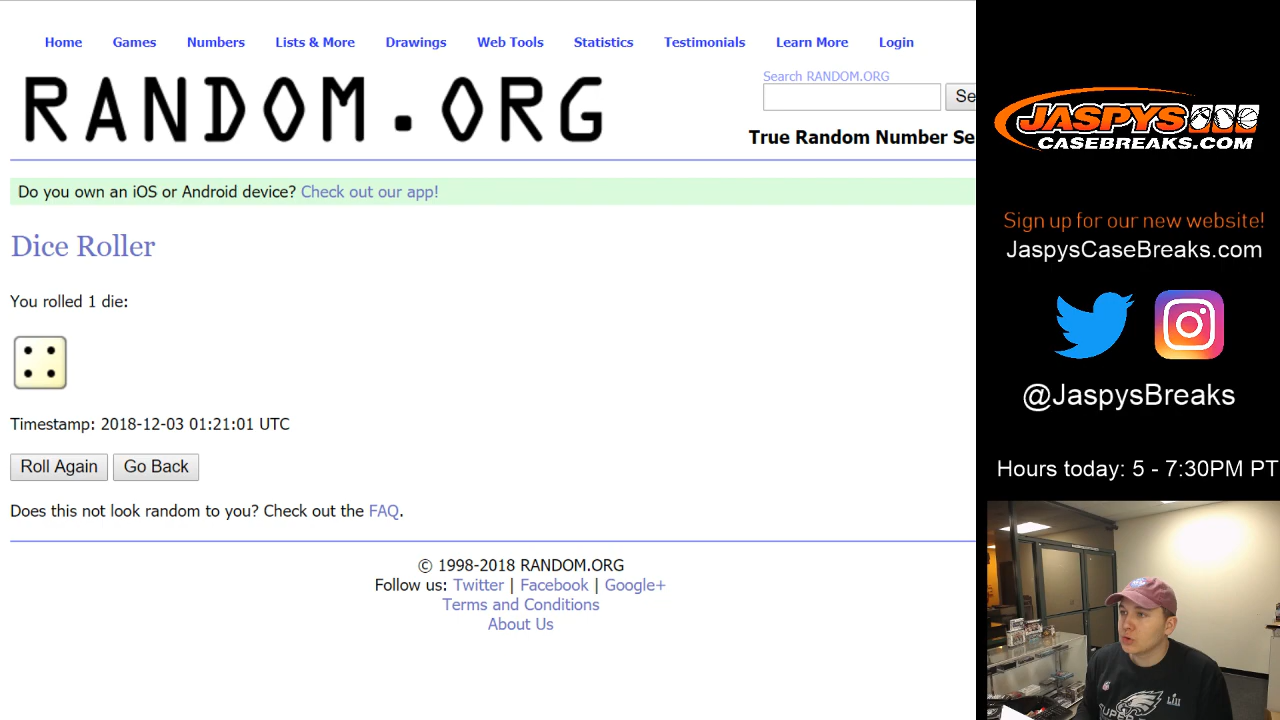 Home Games Numbers Lists & More Drawings Web Tools Statistics Testimonials Learn More Login
RANDOM.ORG
Search RANDOM.ORG
Se
True Random Number Se
Do you own an iOS or Android device? Check out our app!
Dice Roller
You rolled 1 die:
Timestamp: 2018-12-03 01:21:01 UTC
Roll Again Go Back
Does this not look random to you? Check out the FAQ.
© 1998-2018 RANDOM.ORG
Follow us: Twitter | Facebook | Google+
Terms and Conditions
About Us
JASPYS
CASEBREAKS.COM
Sign up for our new website!
JaspysCaseBreaks.com
@JaspysBreaks
Hours today: 5 - 7:30PM PT
LII